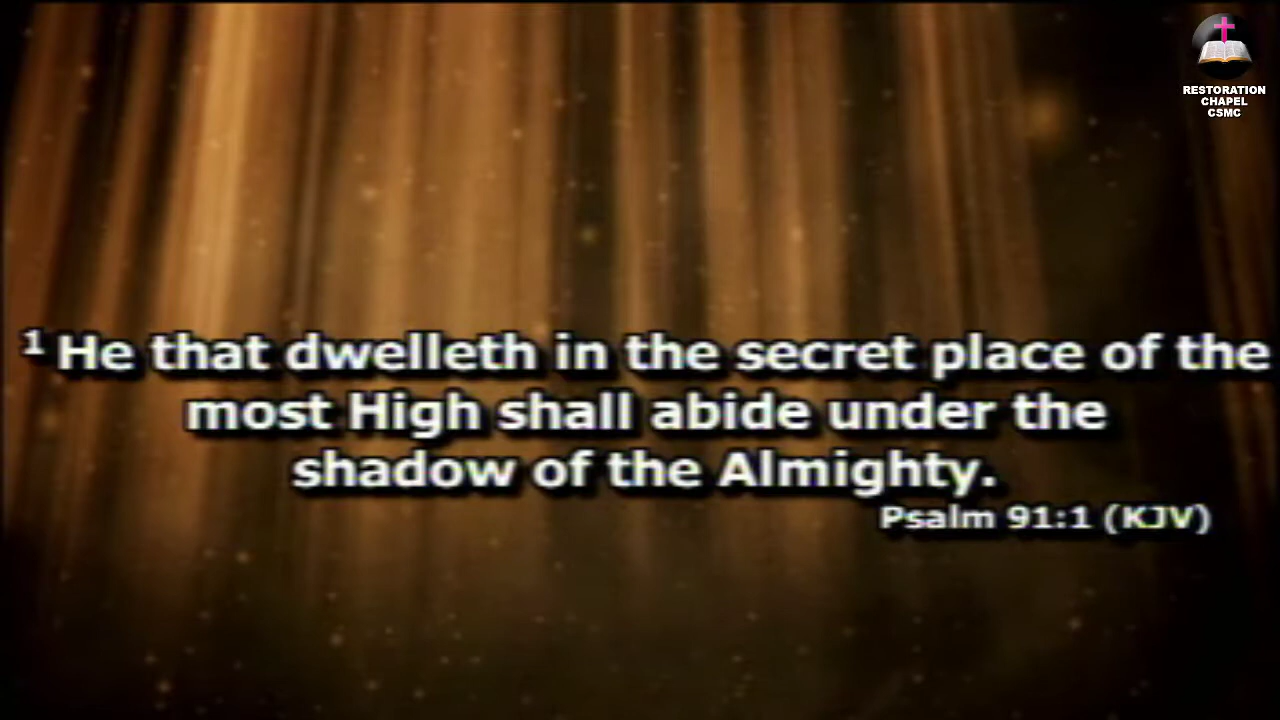 RESTORATION
CHAPEL
CSMC
1 He that dwelleth in the secret place of the
most High shall abide under the
shadow of the Almighty.
Psalm 91:1 (KJV)